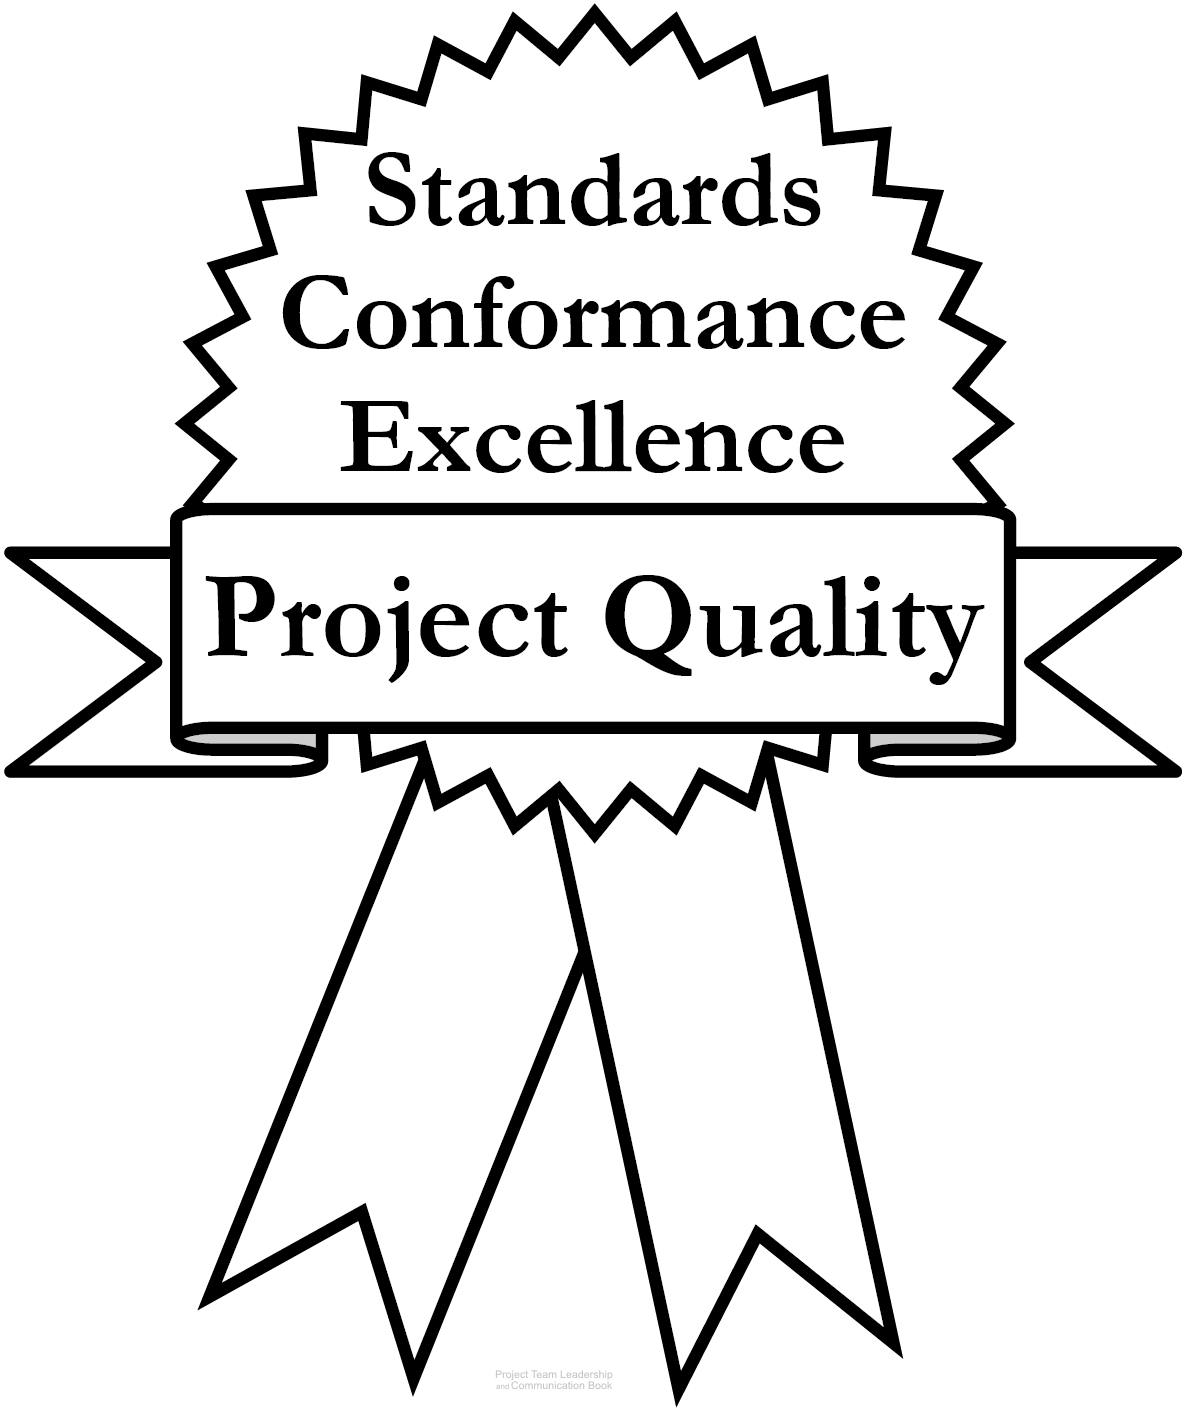 Standards
Conformance
Excellence
Project Quality
Project Team Leadership
and Communication Book